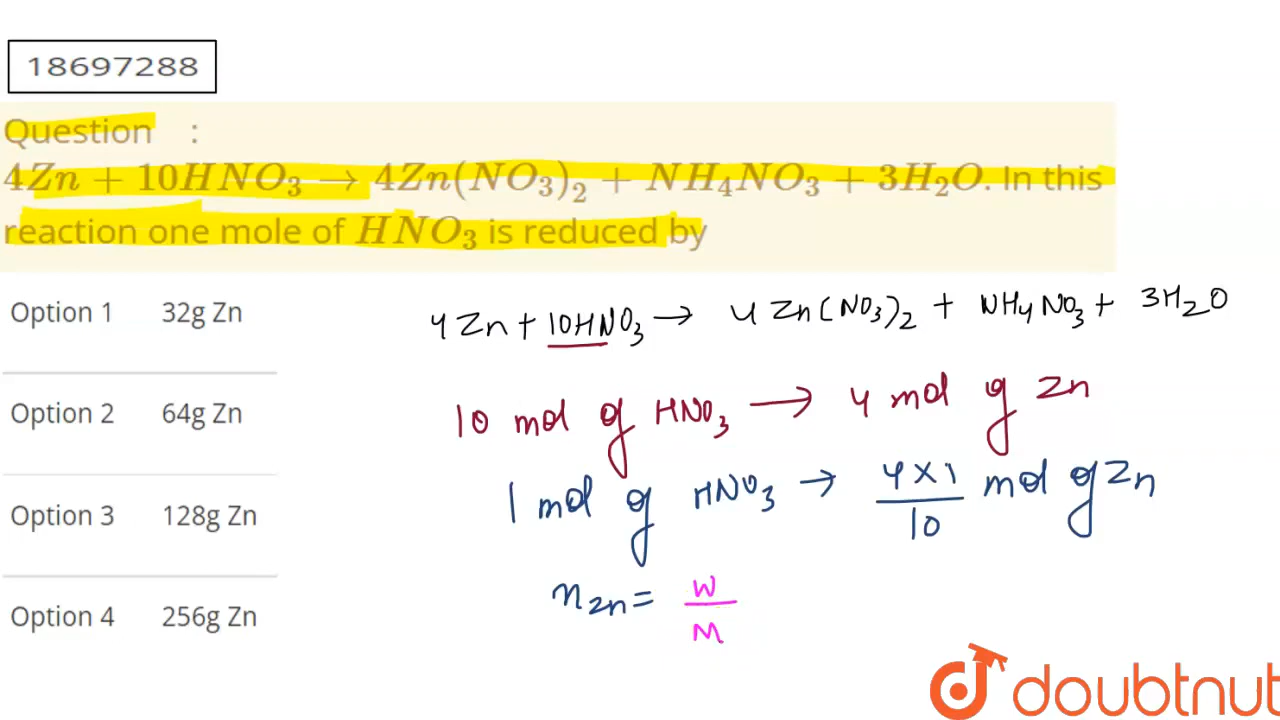 18697288
Question :
4Zn + 10HNO₃ → 4Zn(NO₃)₂ + NH₄NO₃ + 3H₂O. In this
reaction one mole of HNO₃ is reduced by
Option 1 32g Zn
Option 2 64g Zn
Option 3 128g Zn
Option 4 256g Zn
4Zn + 10HNO₃ → 4Zn(NO₃)₂ + NH₄NO₃ + 3H₂O
10 mol of HNO₃ → 4 mol of Zn
1 mol of HNO₃ → 4×1/10 mol of Zn
nZn = W/M
doubtnut